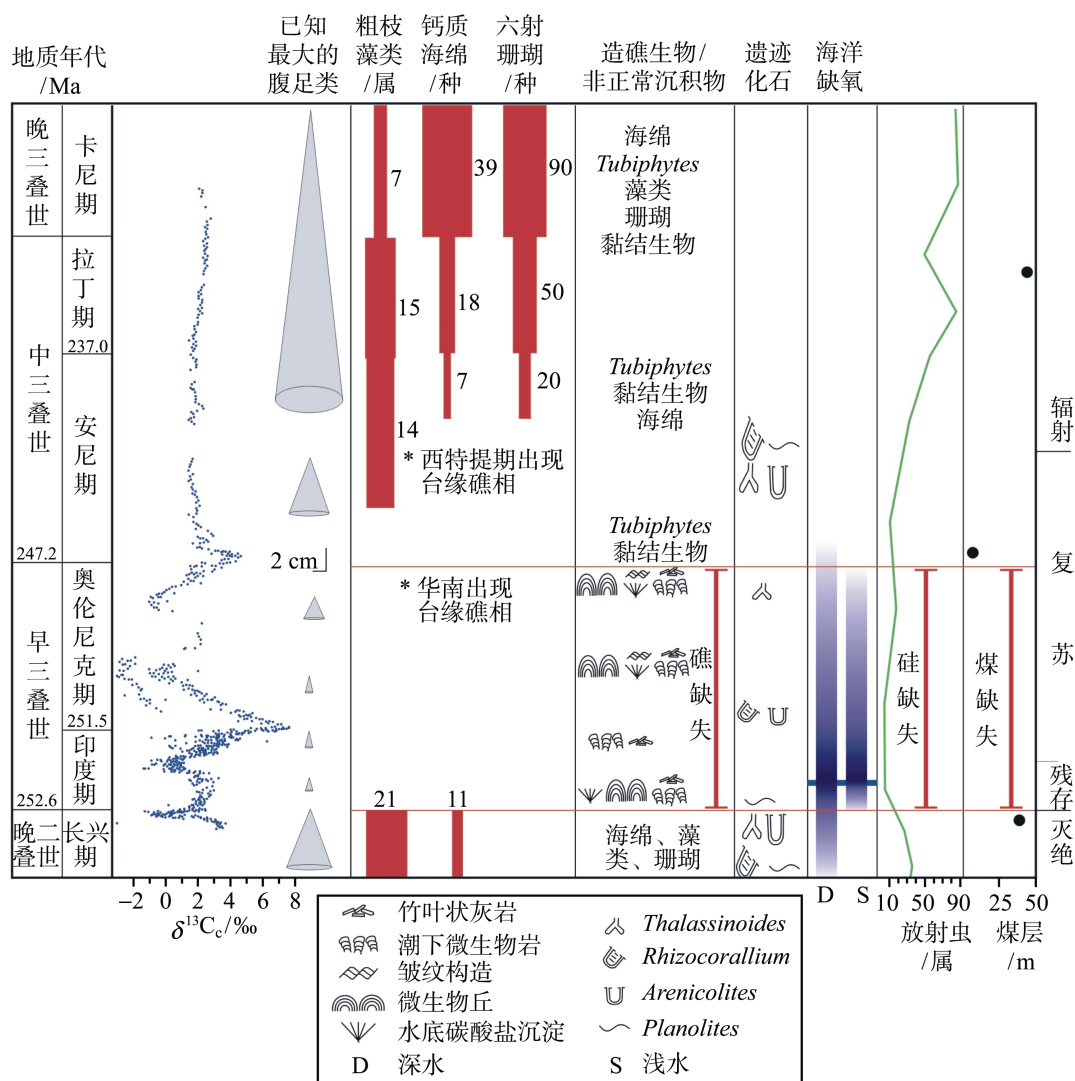 地质年代
/Ma
已知
最大的
腹足类
粗枝
藻类
/属
钙质
海绵
/种
六射
珊瑚
/种
造礁生物/
非正常沉积物
遗迹
化石
海洋
缺氧
晚三叠世
卡尼期
7
39
90
海绵
Tubiphytes
藻类
珊瑚
黏结生物
中三叠世
拉丁期
237.0
15
18
50
安尼期
247.2
14
7
20
Tubiphytes
黏结生物
海绵
* 西特提期出现
台缘礁相
Tubiphytes
黏结生物
2 cm
辐射
早三叠世
奥伦尼克期
251.5
印度期
252.6
* 华南出现
台缘礁相
礁缺失
硅缺失
煤缺失
复苏
残存
晚二叠世
长兴期
21
11
海绵、藻
类、珊瑚
灭绝
−2 0 2 4 6 8
δ13Cc/‰
D S
10 50 90
放射虫
/属
25 50
煤层
/m
竹叶状灰岩
潮下微生物岩
皱纹构造
微生物丘
水底碳酸盐沉淀
D 深水
Thalassinoides
Rhizocorallium
Arenicolites
Planolites
S 浅水